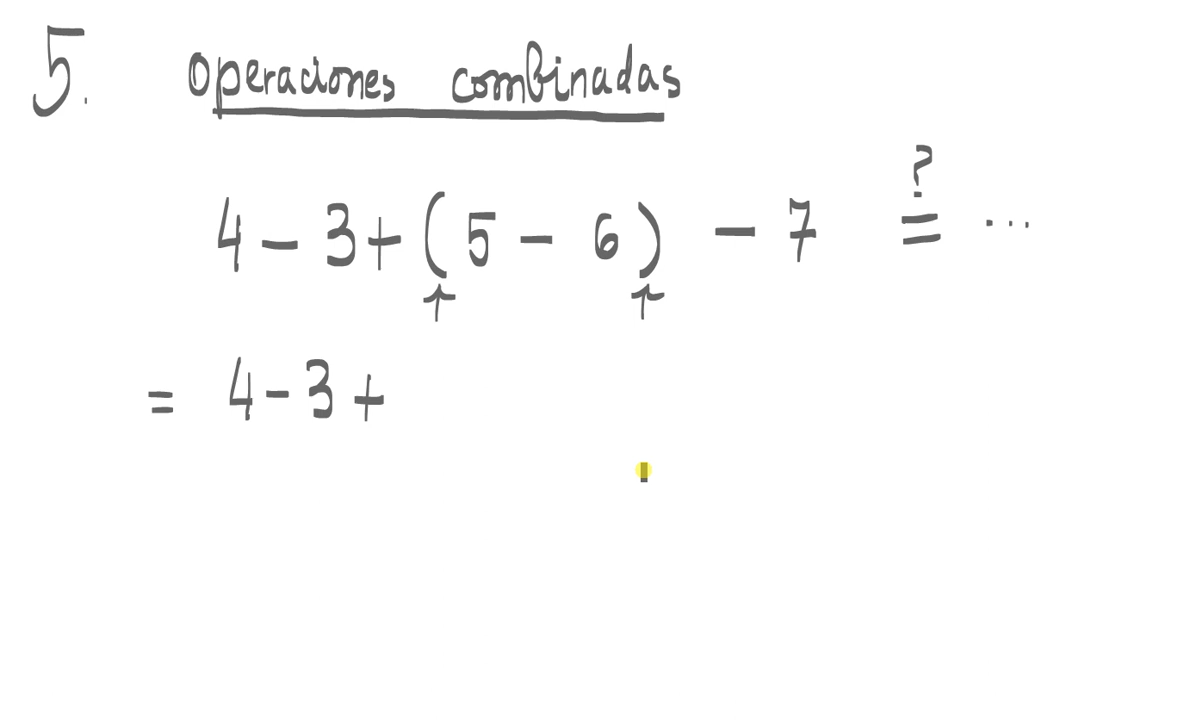 5. Operaciones combinadas
4 - 3 + ( 5 - 6 ) - 7 ? = ...
↑ ↑
= 4 - 3 +